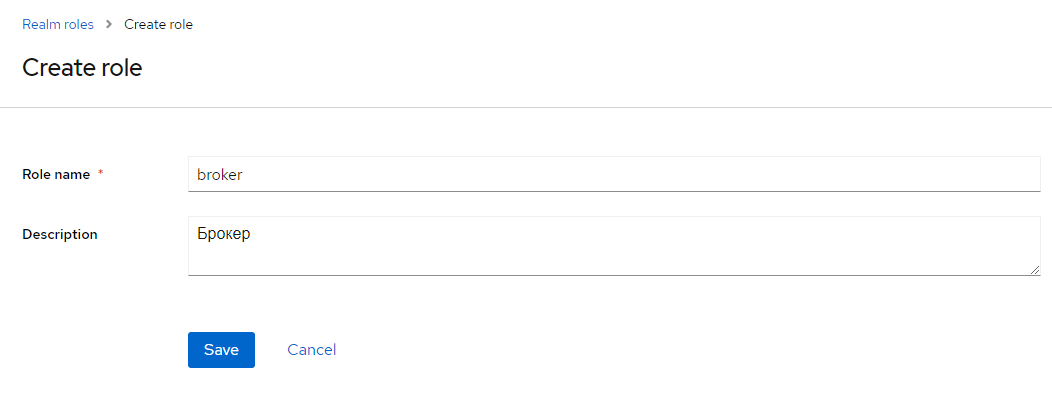 Realm roles > Create role
Create role
Role name *
broker
Description
Брокер
Save Cancel